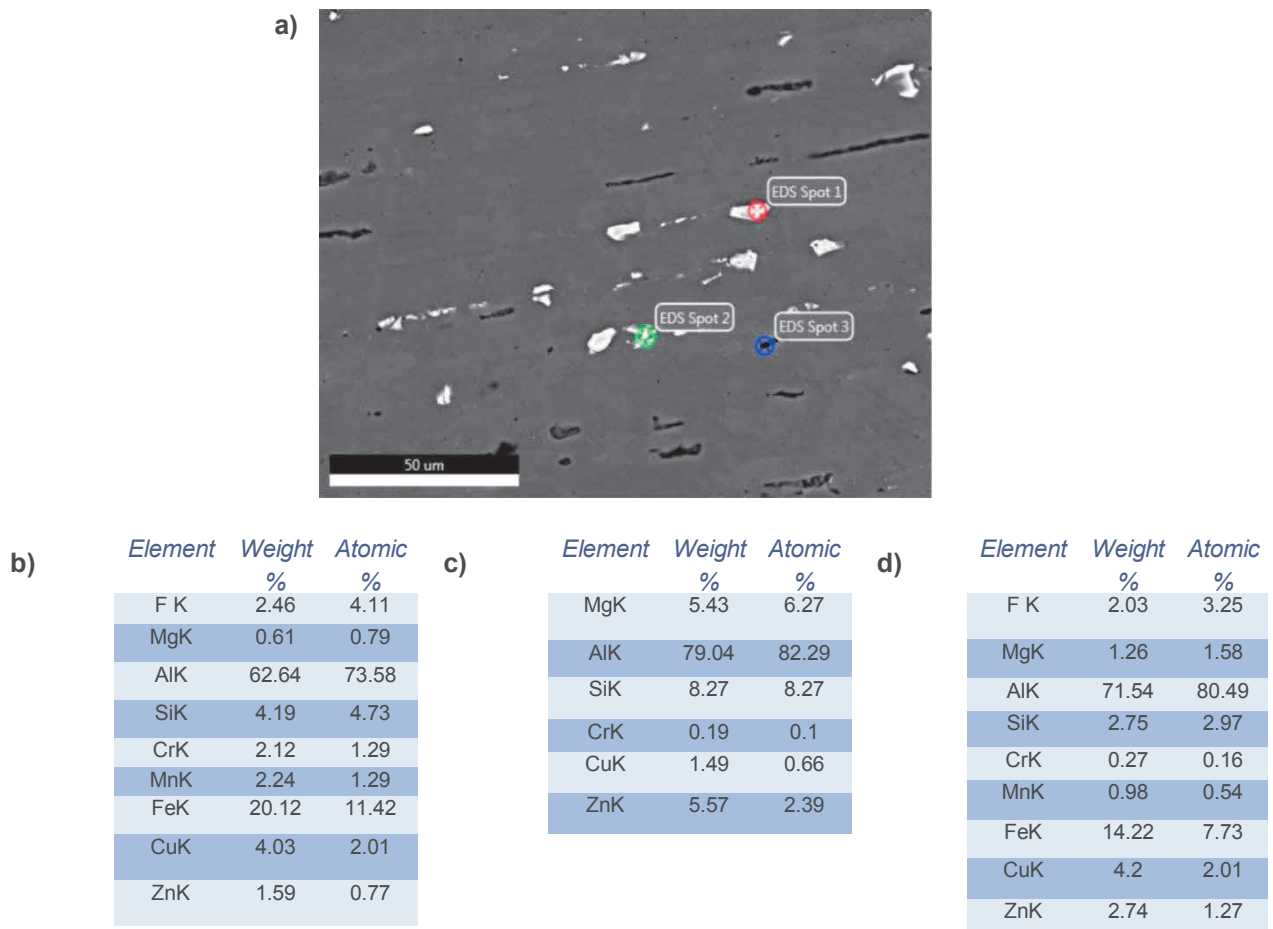 a)
EDS Spot 1
EDS Spot 2
EDS Spot 3
50 um
b)
Element Weight % Atomic %
F K 2.46 4.11
MgK 0.61 0.79
AlK 62.64 73.58
SiK 4.19 4.73
CrK 2.12 1.29
MnK 2.24 1.29
FeK 20.12 11.42
CuK 4.03 2.01
ZnK 1.59 0.77
c)
Element Weight % Atomic %
MgK 5.43 6.27
AlK 79.04 82.29
SiK 8.27 8.27
CrK 0.19 0.1
CuK 1.49 0.66
ZnK 5.57 2.39
d)
Element Weight % Atomic %
F K 2.03 3.25
MgK 1.26 1.58
AlK 71.54 80.49
SiK 2.75 2.97
CrK 0.27 0.16
MnK 0.98 0.54
FeK 14.22 7.73
CuK 4.2 2.01
ZnK 2.74 1.27